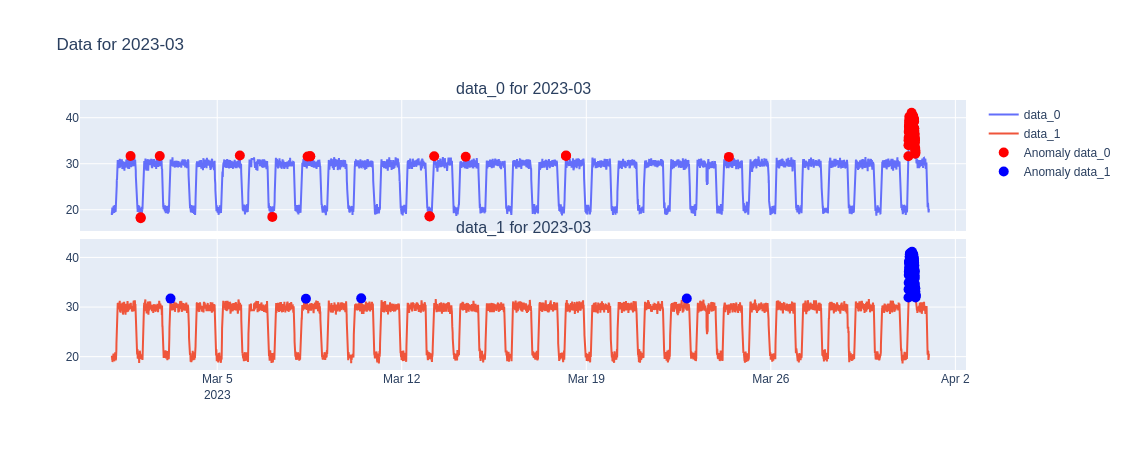 Data for 2023-03
data_0 for 2023-03
40
30
20
data_0
data_1
Anomaly data_0
Anomaly data_1
data_1 for 2023-03
40
30
20
Mar 5
2023
Mar 12
Mar 19
Mar 26
Apr 2